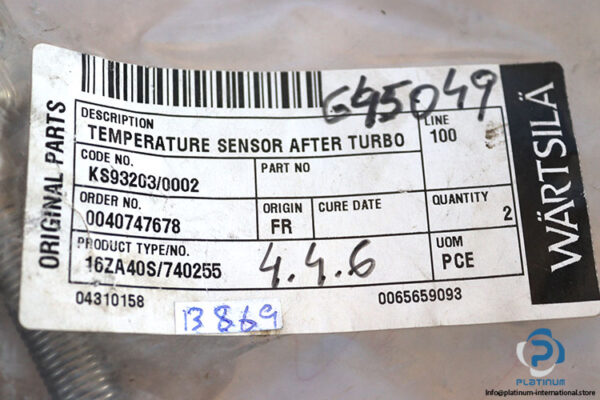 ORIGINAL PARTS
G45049
DESCRIPTION
TEMPERATURE SENSOR AFTER TURBO
LINE
100
CODE NO.
KS93203/0002
PART NO
ORDER NO.
0040747678
ORIGIN
FR
CURE DATE
QUANTITY
2
PRODUCT TYPE/NO.
16ZA40S/740255
4.4.6
UOM
PCE
04310158
13869
0065659093
WÄRTSILÄ
PLATINUM
Info@platinum-international.store